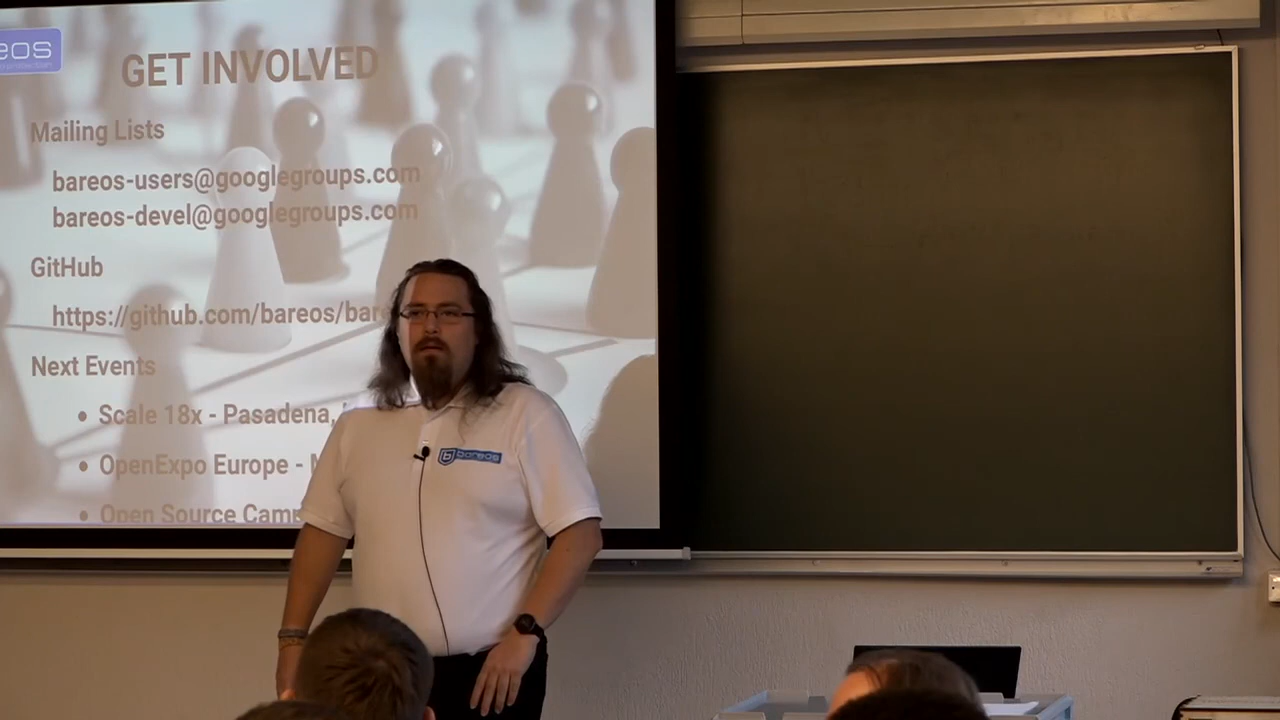 eos
GET INVOLVED
Mailing Lists
bareos-users@googlegroups.com
bareos-devel@googlegroups.com
GitHub
https://github.com/bareos/bar
Next Events
• Scale 18x - Pasadena,
• OpenExpo Europe -
• Open Source Cam
bareos